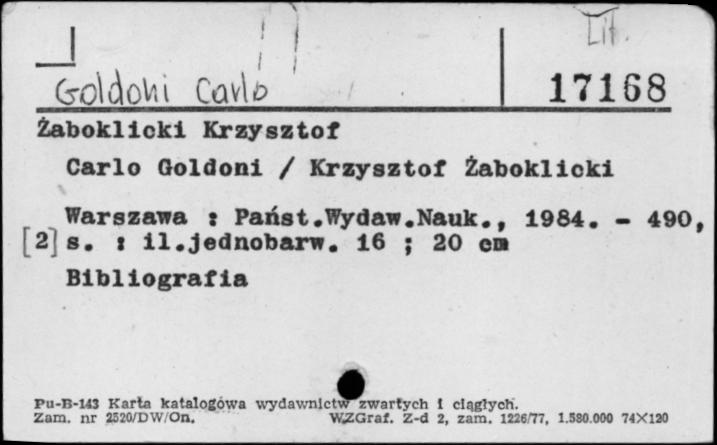 Lit.
Goldoni Carlo 17168
Żaboklicki Krzysztof
Carlo Goldoni / Krzysztof Żaboklicki
Warszawa : Państ.Wydaw.Nauk., 1984. - 490,
[2] s. : il.jednobarw. 16 ; 20 cm
Bibliografia
Pu-B-143 Karta katalogowa wydawnictw zwartych i ciągłych.
Zam. nr 2520/DW/On. WZGraf. Z-d 2, zam. 1226/77, 1.580.000 74X120